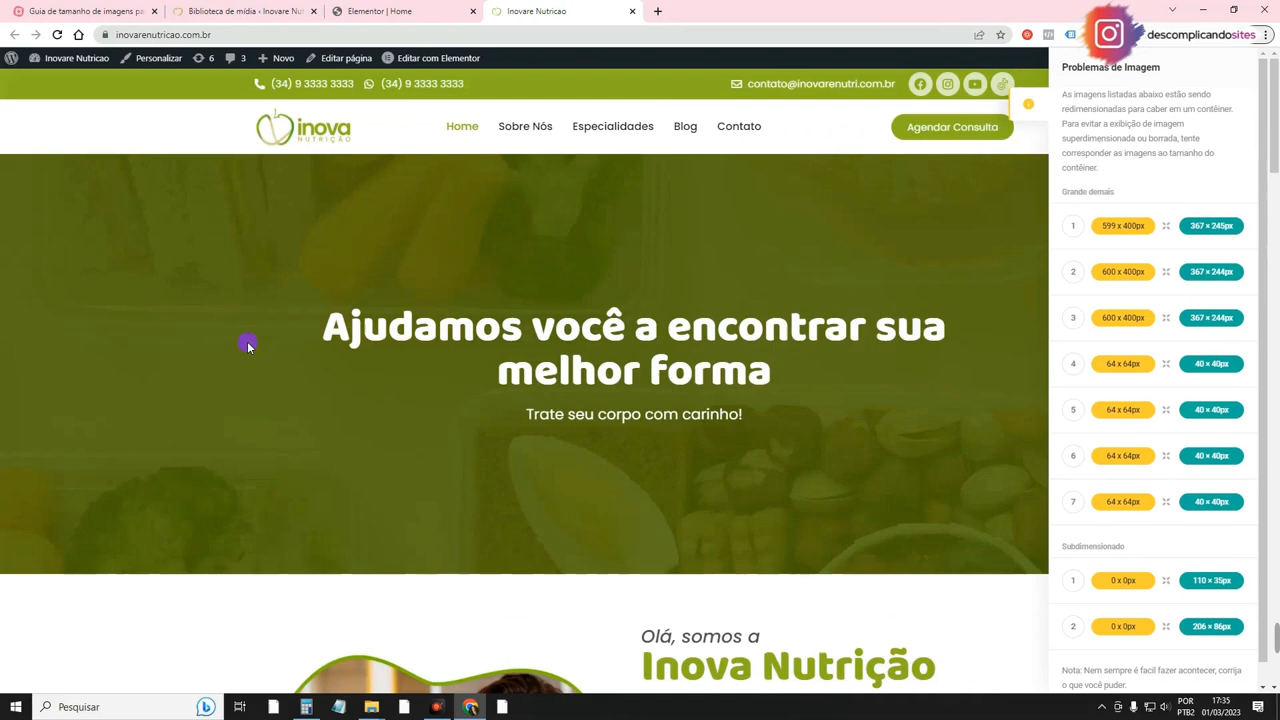 Guia de tamanho de imagens pa
Biblioteca de mídia ‹ Inovare Nut
Elementor | Home
Inovare Nutrição
inovarenutricao.com.br
descomplicandosites
Inovare Nutricao
Personalizar
6
3
Novo
Editar página
Editar com Elementor
(34) 9 3333 3333
(34) 9 3333 3333
contato@inovarenutri.com.br
inova
NUTRIÇÃO
Home
Sobre Nós
Especialidades
Blog
Contato
Agendar Consulta
Ajudamos você a encontrar sua
melhor forma
Trate seu corpo com carinho!
Olá, somos a
Inova Nutrição
Problemas de Imagem
As imagens listadas abaixo estão sendo
redimensionadas para caber em um contêiner.
Para evitar a exibição de imagem
superdimensionada ou borrada, tente
corresponder as imagens ao tamanho do
contêiner.
Grande demais
1 599 x 400px 367 × 245px
2 600 x 400px 367 × 244px
3 600 x 400px 367 × 244px
4 64 x 64px 40 × 40px
5 64 x 64px 40 × 40px
6 64 x 64px 40 × 40px
7 64 x 64px 40 × 40px
Subdimensionado
1 0 x 0px 110 × 35px
2 0 x 0px 206 × 86px
Nota: Nem sempre é facil fazer acontecer, corrija
o que você puder.
Pesquisar
POR
PTB2
17:35
01/03/2023